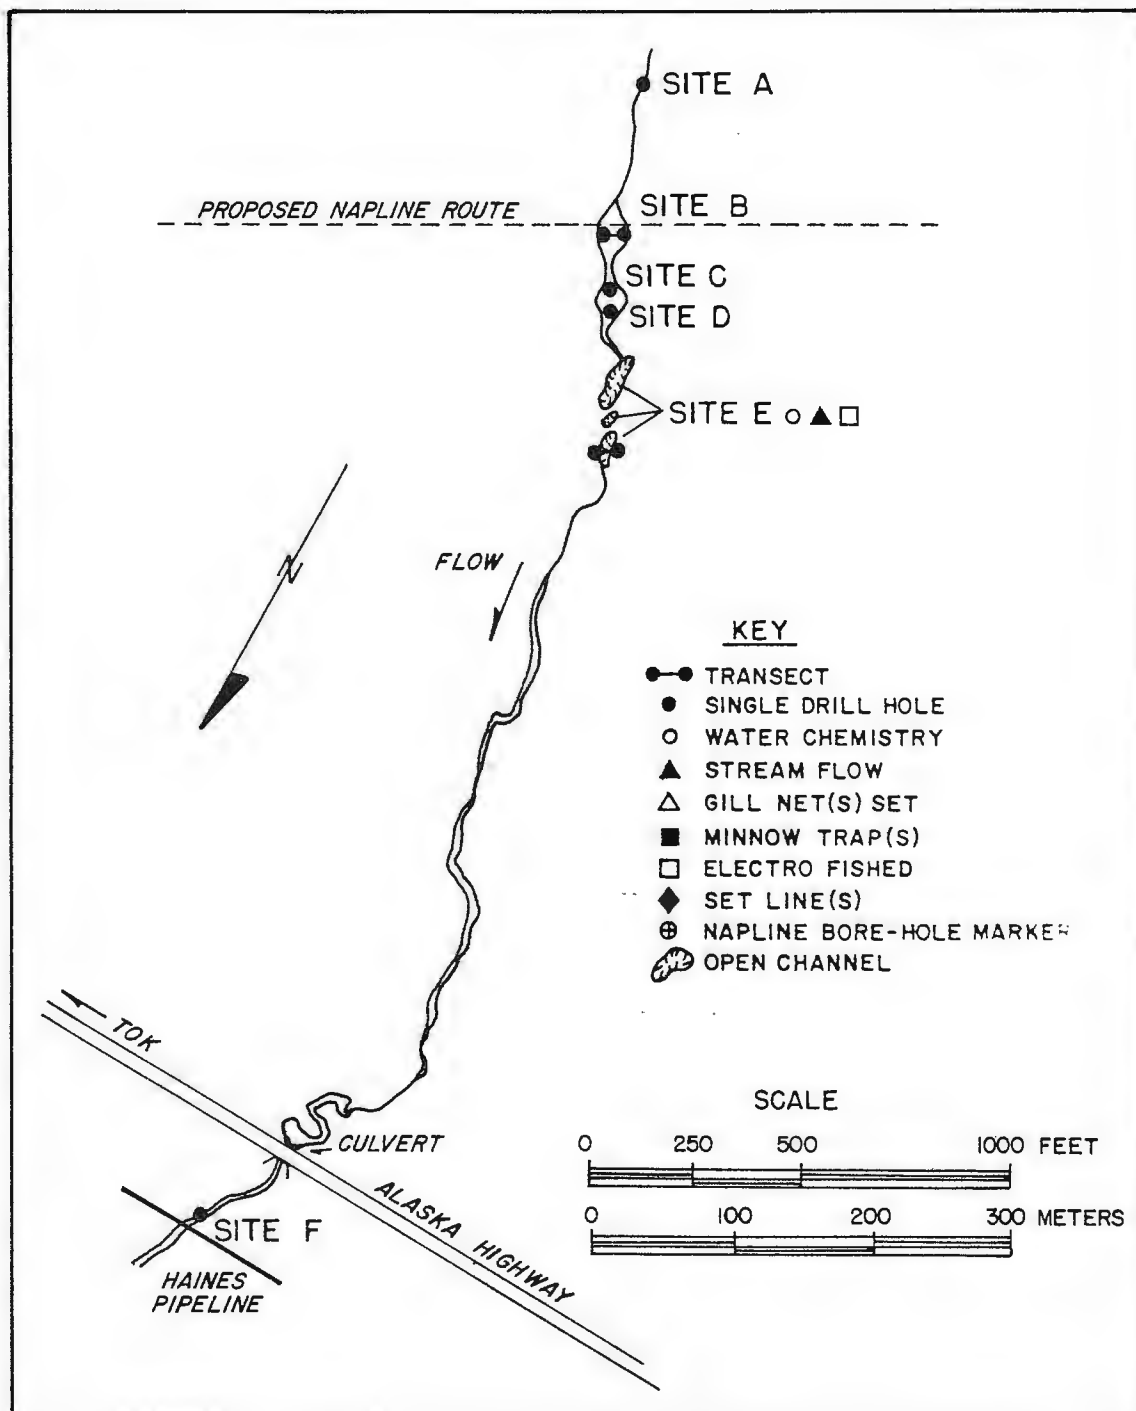 SITE A
PROPOSED NAPLINE ROUTE
SITE B
SITE C
SITE D
SITE E
N
FLOW
KEY
TRANSECT
SINGLE DRILL HOLE
WATER CHEMISTRY
STREAM FLOW
GILL NET(S) SET
MINNOW TRAP(S)
ELECTRO FISHED
SET LINE(S)
NAPLINE BORE-HOLE MARKER
OPEN CHANNEL
TOK
CULVERT
ALASKA HIGHWAY
SITE F
HAINES
PIPELINE
SCALE
0 250 500 1000 FEET
0 100 200 300 METERS